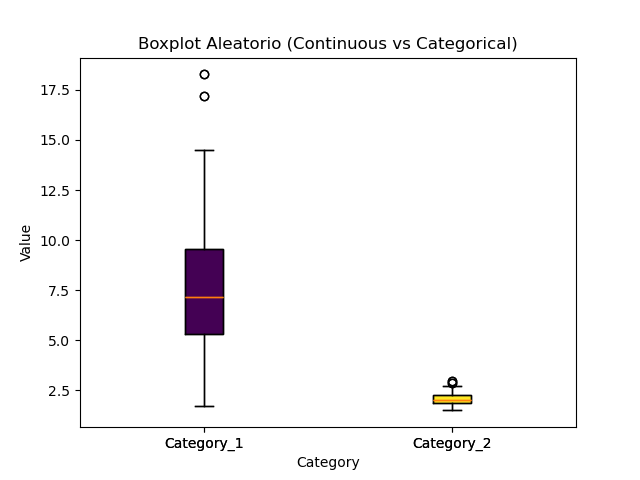 Boxplot Aleatorio (Continuous vs Categorical)
17.5
15.0
12.5
10.0
7.5
5.0
2.5
Value
Category_1
Category_2
Category